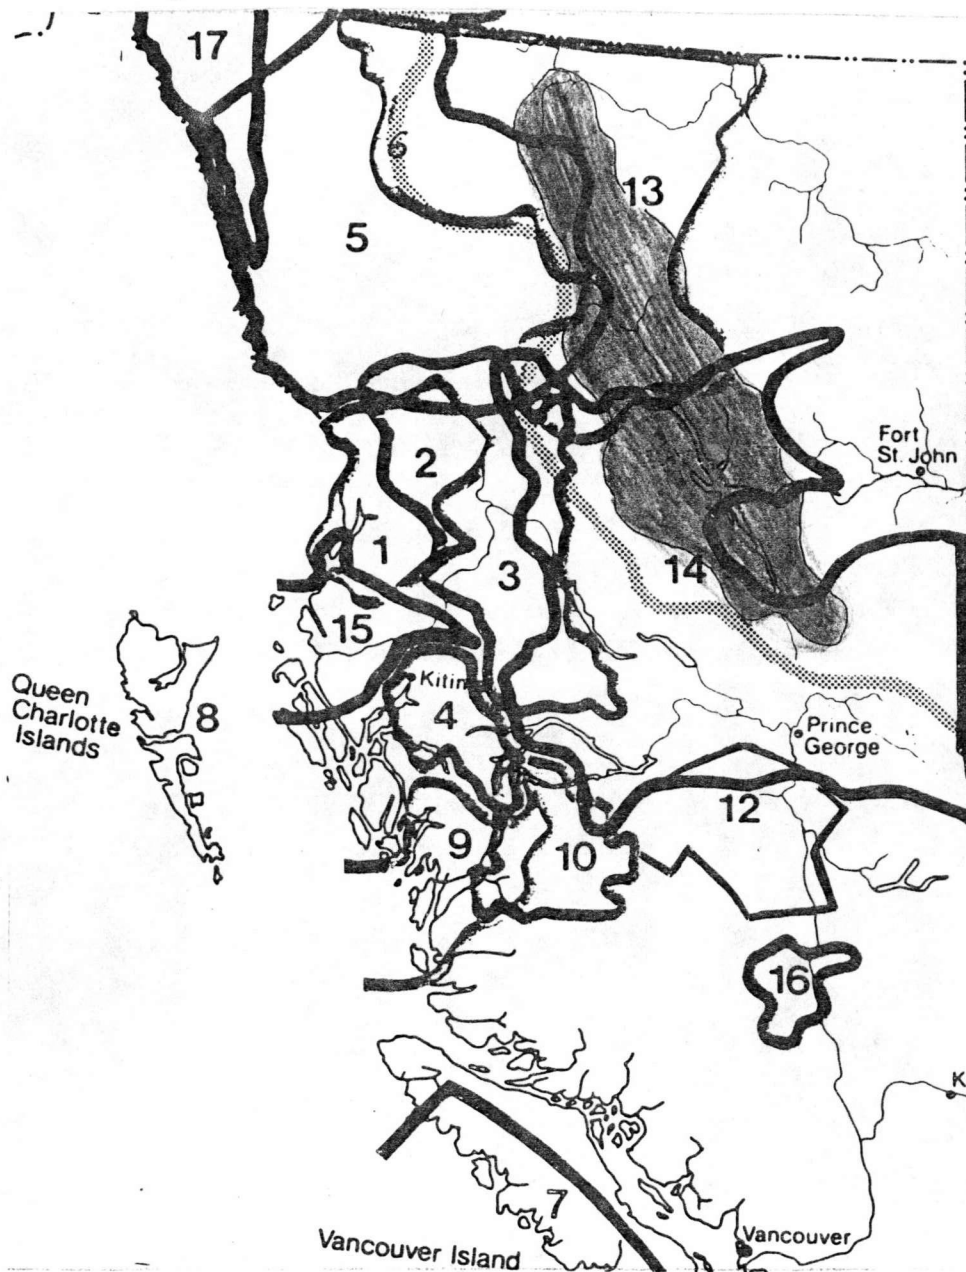 17
6
13
5
Fort
St. John
2
1
3
14
15
Queen
Charlotte
Islands
8
Kitim
4
Prince
George
12
9
10
16
K
7
Vancouver
Vancouver Island